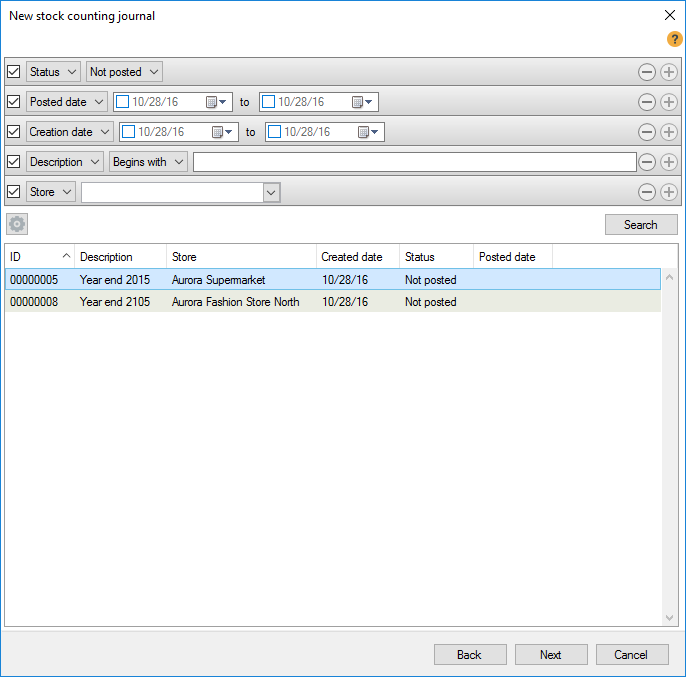 New stock counting journal
?
Status Not posted
Posted date 10/28/16 to 10/28/16
Creation date 10/28/16 to 10/28/16
Description Begins with
Store
Search
ID Description Store Created date Status Posted date
00000005 Year end 2015 Aurora Supermarket 10/28/16 Not posted
00000008 Year end 2105 Aurora Fashion Store North 10/28/16 Not posted
Back Next Cancel